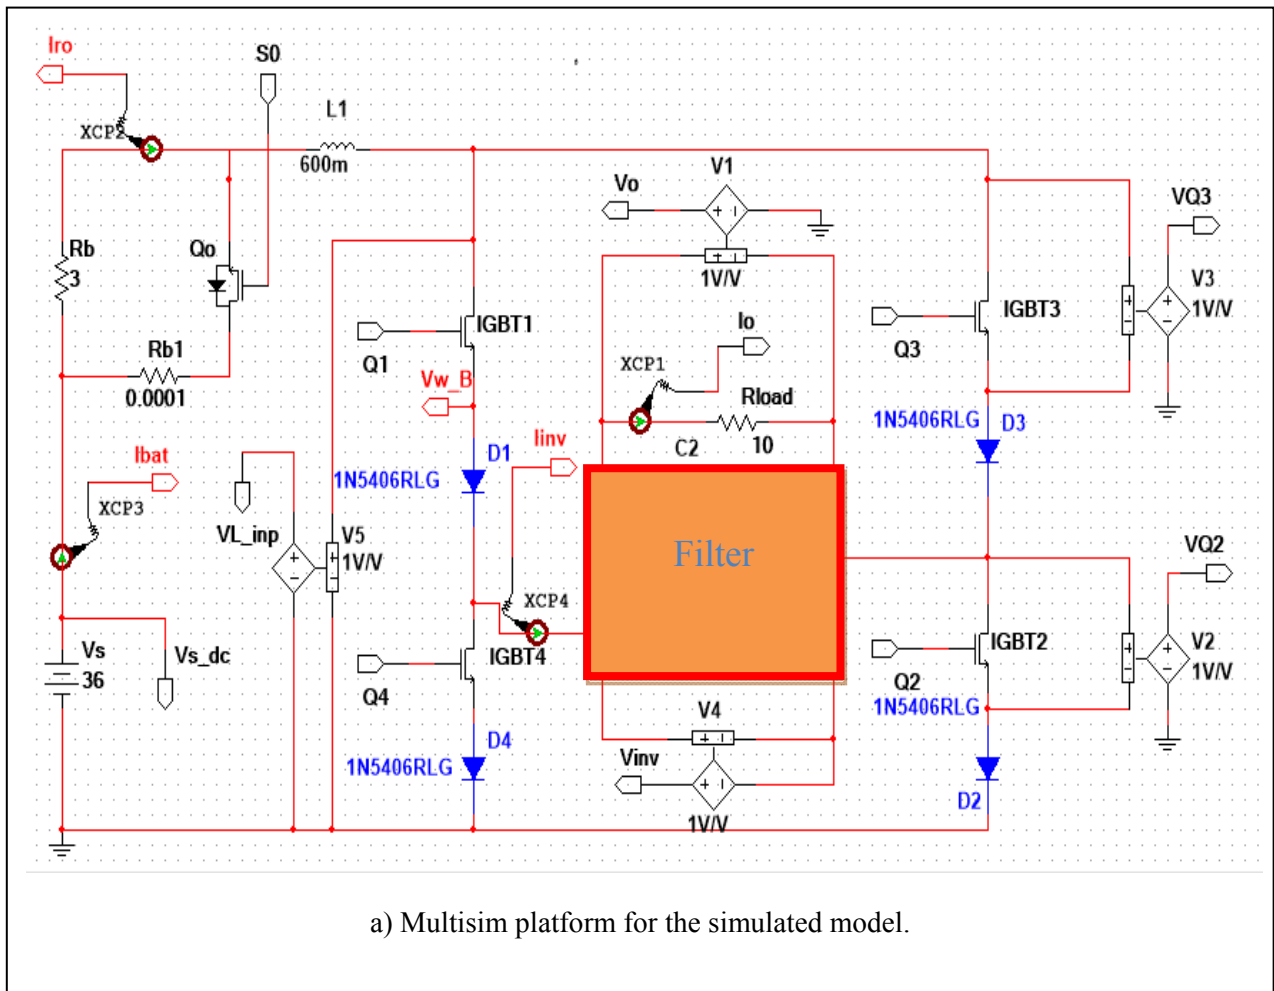 Iro
S0
XCP2
L1
600m
V1
Vo
1V/V
VQ3
Rb
3
Qo
V3
1V/V
IGBT1
Q1
IGBT3
Q3
Io
XCP1
Rb1
0.0001
Vw_B
Rload
10
C2
1N5406RLG
D3
Ibat
XCP3
Iinv
D1
1N5406RLG
VL_inp
V5
1V/V
Filter
VQ2
XCP4
IGBT4
Q4
IGBT2
Q2
1N5406RLG
V2
1V/V
Vs
36
Vs_dc
V4
Vinv
1V/V
D4
1N5406RLG
D2
a) Multisim platform for the simulated model.